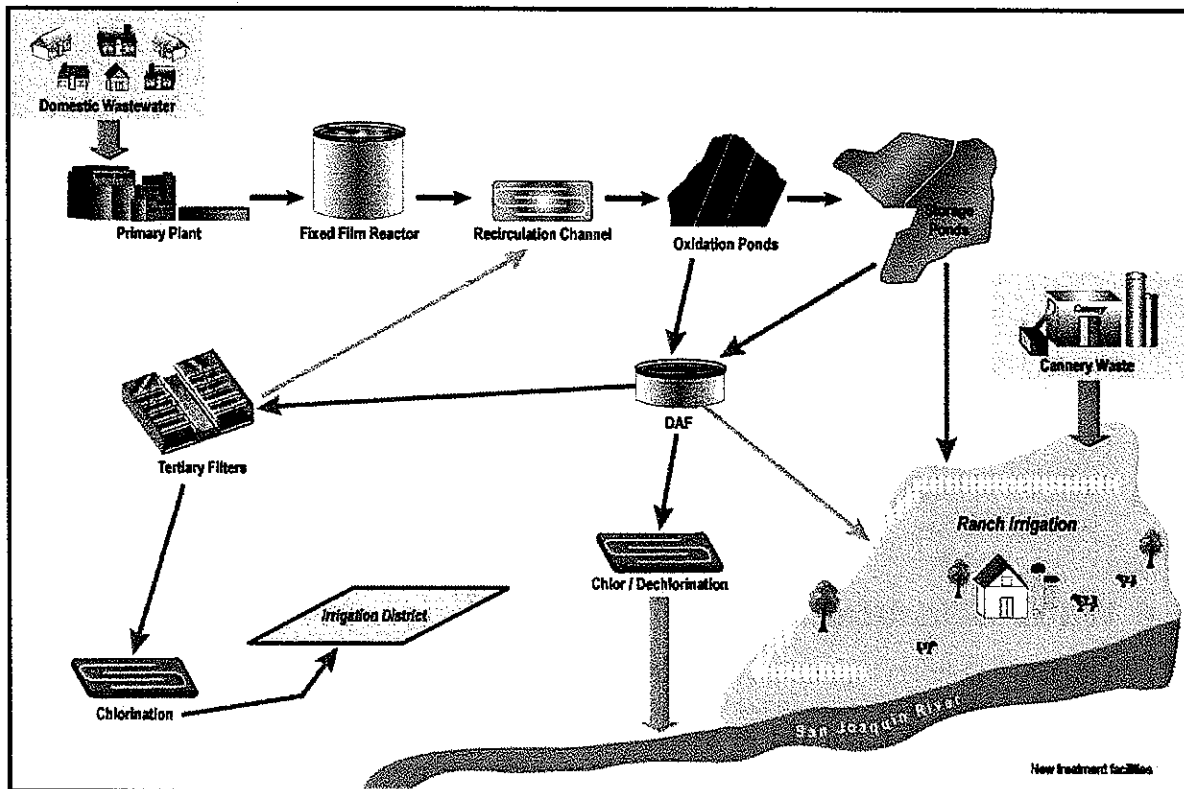 Domestic Wastewater
Primary Plant
Fixed Film Reactor
Recirculation Channel
Oxidation Ponds
Storage
Ponds
Cannery
Cannery Waste
Tertiary Filters
DAF
Ranch Irrigation
Chlor / Dechlorination
Irrigation District
Chlorination
San Joaquin River
New treatment facilities